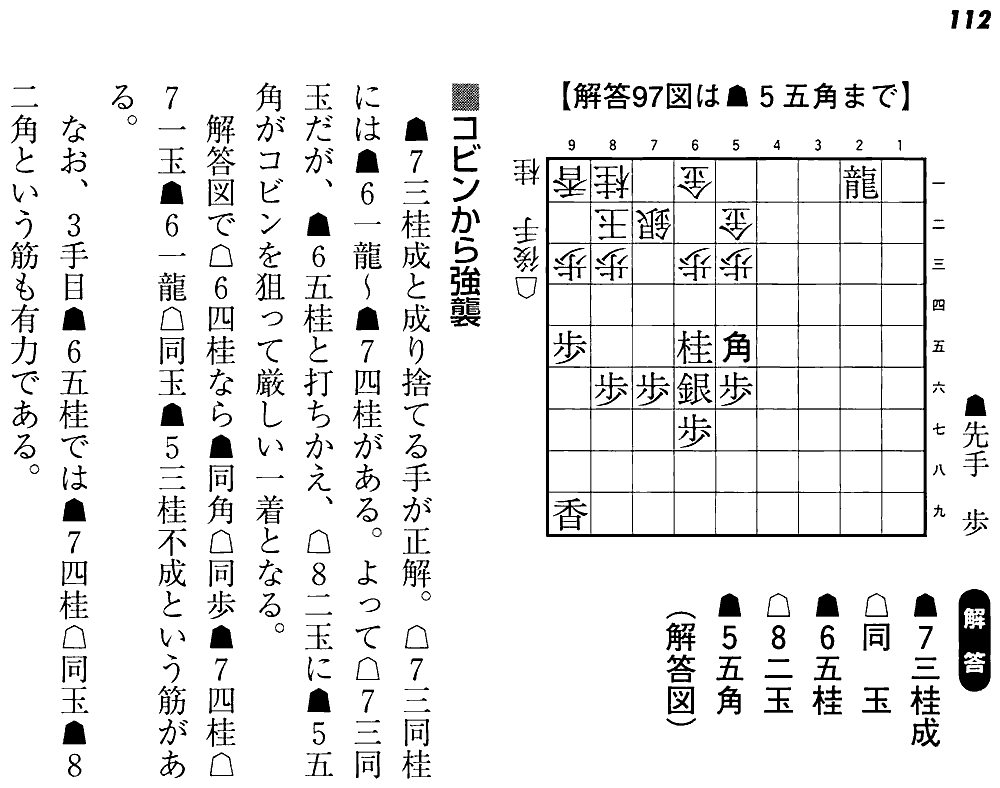 112
【解答97図は☗5五角まで】
9 8 7 6 5 4 3 2 1
香 桂 金 龍 一
王 銀 金 二
歩 歩 歩 歩 三
四
歩 桂 角 五
歩 歩 銀 歩 六
歩 七
八
香 九
☖後手 桂
☗先手 歩
解答
☗7三桂成
☖同 玉
☗6五桂
☖8二玉
☗5五角
(解答図)
■コビンから強襲
☗7三桂成と成り捨てる手が正解。☖7三同桂
には☗6一龍～☗7四桂がある。よって☖7三同
玉だが、☗6五桂と打ちかえ、☖8二玉に☗5五
角がコビンを狙って厳しい一着となる。
解答図で☖6四桂なら☗同角☖同歩☗7四桂☖
7一玉☗6一龍☖同玉☗5三桂不成という筋があ
る。
なお、3手目☗6五桂では☗7四桂☖同玉☗8
二角という筋も有力である。